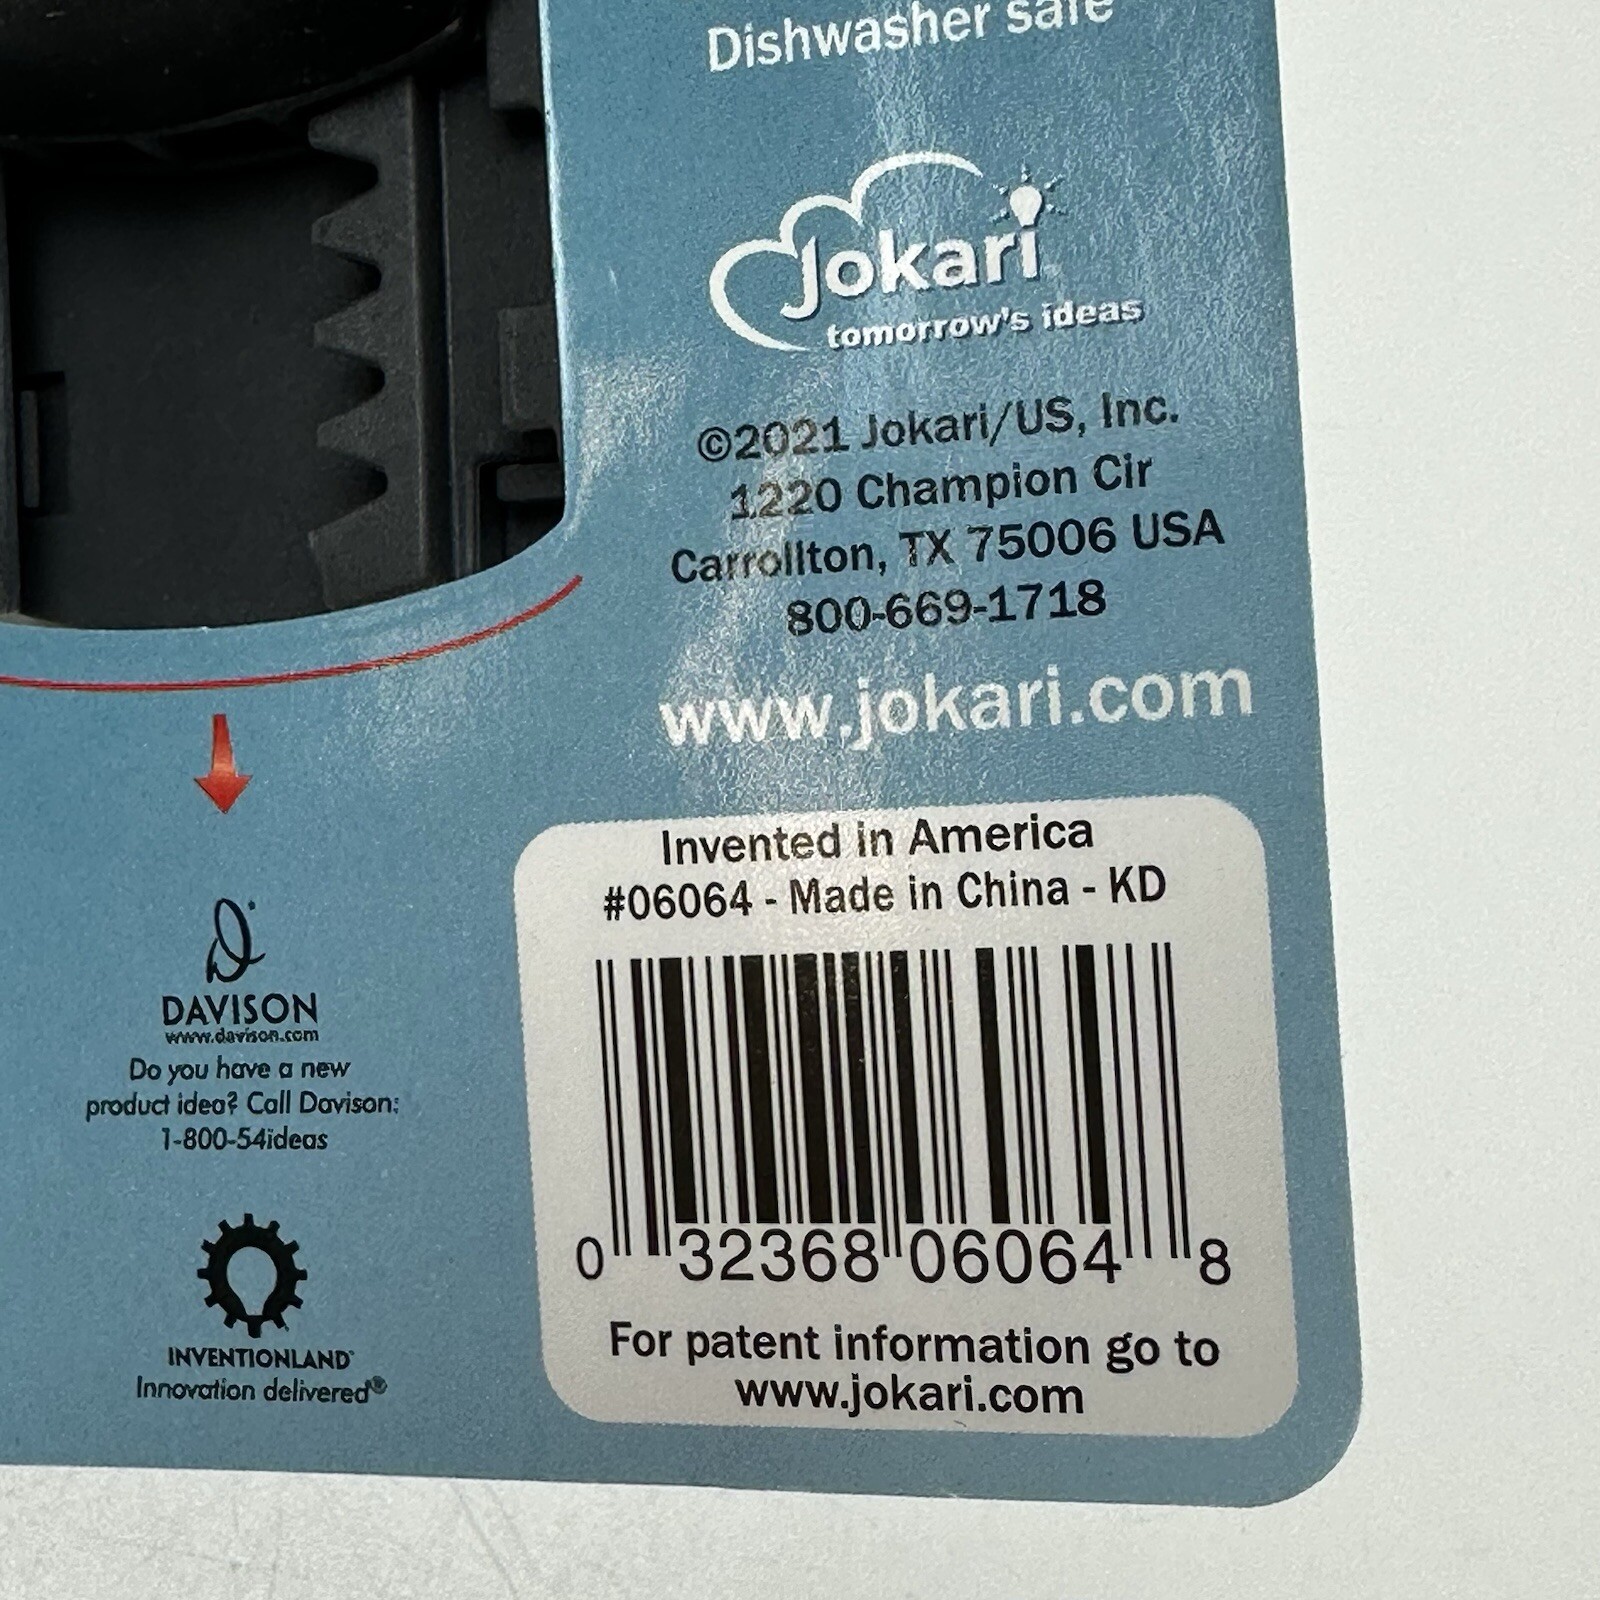 Dishwasher safe
Jokari
tomorrow's ideas
©2021 Jokari/US, Inc.
1220 Champion Cir
Carrollton, TX 75006 USA
800-669-1718
www.jokari.com
Invented in America
#06064 - Made in China - KD
0 32368 06064 8
For patent information go to
www.jokari.com
D
DAVISON
www.davison.com
Do you have a new
product idea? Call Davison:
1-800-54ideas
INVENTIONLAND
Innovation delivered®